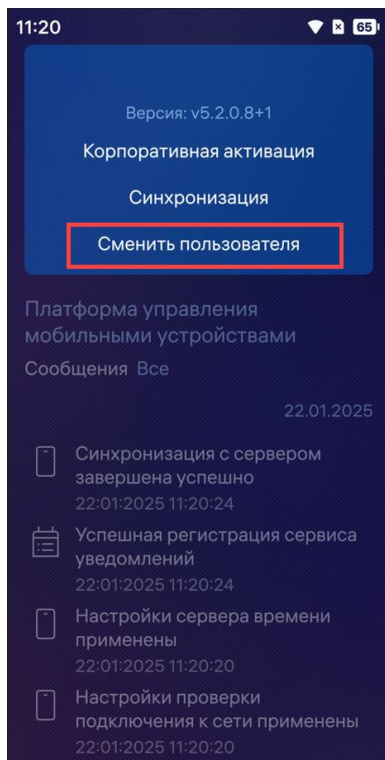 11:20
65
Версия: v5.2.0.8+1
Корпоративная активация
Синхронизация
Сменить пользователя
Платформа управления
мобильными устройствами
Сообщения Все
22.01.2025
Синхронизация с сервером
завершена успешно
22:01:2025 11:20:24
Успешная регистрация сервиса
уведомлений
22:01:2025 11:20:24
Настройки сервера времени
применены
22:01:2025 11:20:20
Настройки проверки
подключения к сети применены
22:01:2025 11:20:20